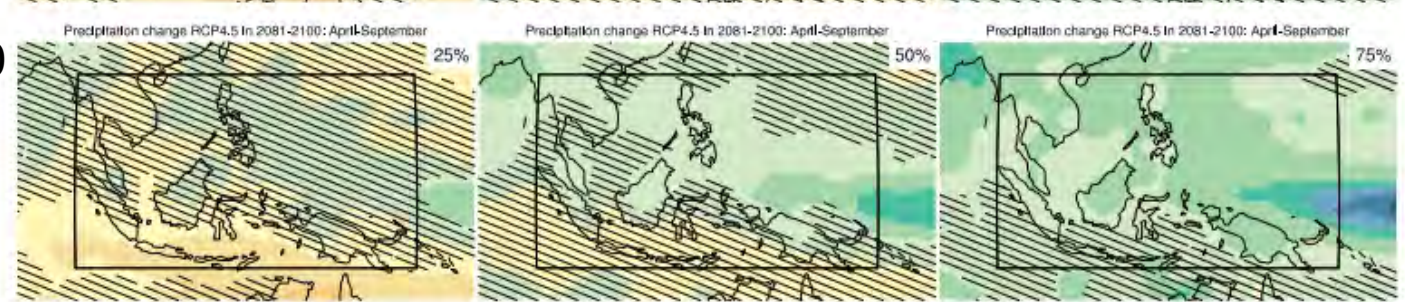 Precipitation change RCP4.5 in 2081-2100: April-September
25%
Precipitation change RCP4.5 in 2081-2100: April-September
50%
Precipitation change RCP4.5 in 2081-2100: April-September
75%